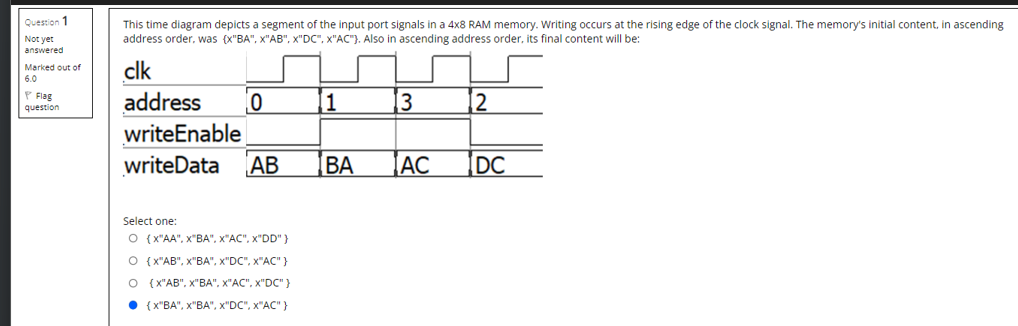 Question 1
Not yet
answered
Marked out of
6.0
Flag
question
This time diagram depicts a segment of the input port signals in a 4x8 RAM memory. Writing occurs at the rising edge of the clock signal. The memory's initial content, in ascending
address order, was {x"BA", x"AB", x"DC", x"AC"}. Also in ascending address order, its final content will be:
clk
address 0 1 3 2
writeEnable
writeData AB BA AC DC
Select one:
{ x"AA", x"BA", x"AC", x"DD" }
{ x"AB", x"BA", x"DC", x"AC" }
{ x"AB", x"BA", x"AC", x"DC" }
{ x"BA", x"BA", x"DC", x"AC" }